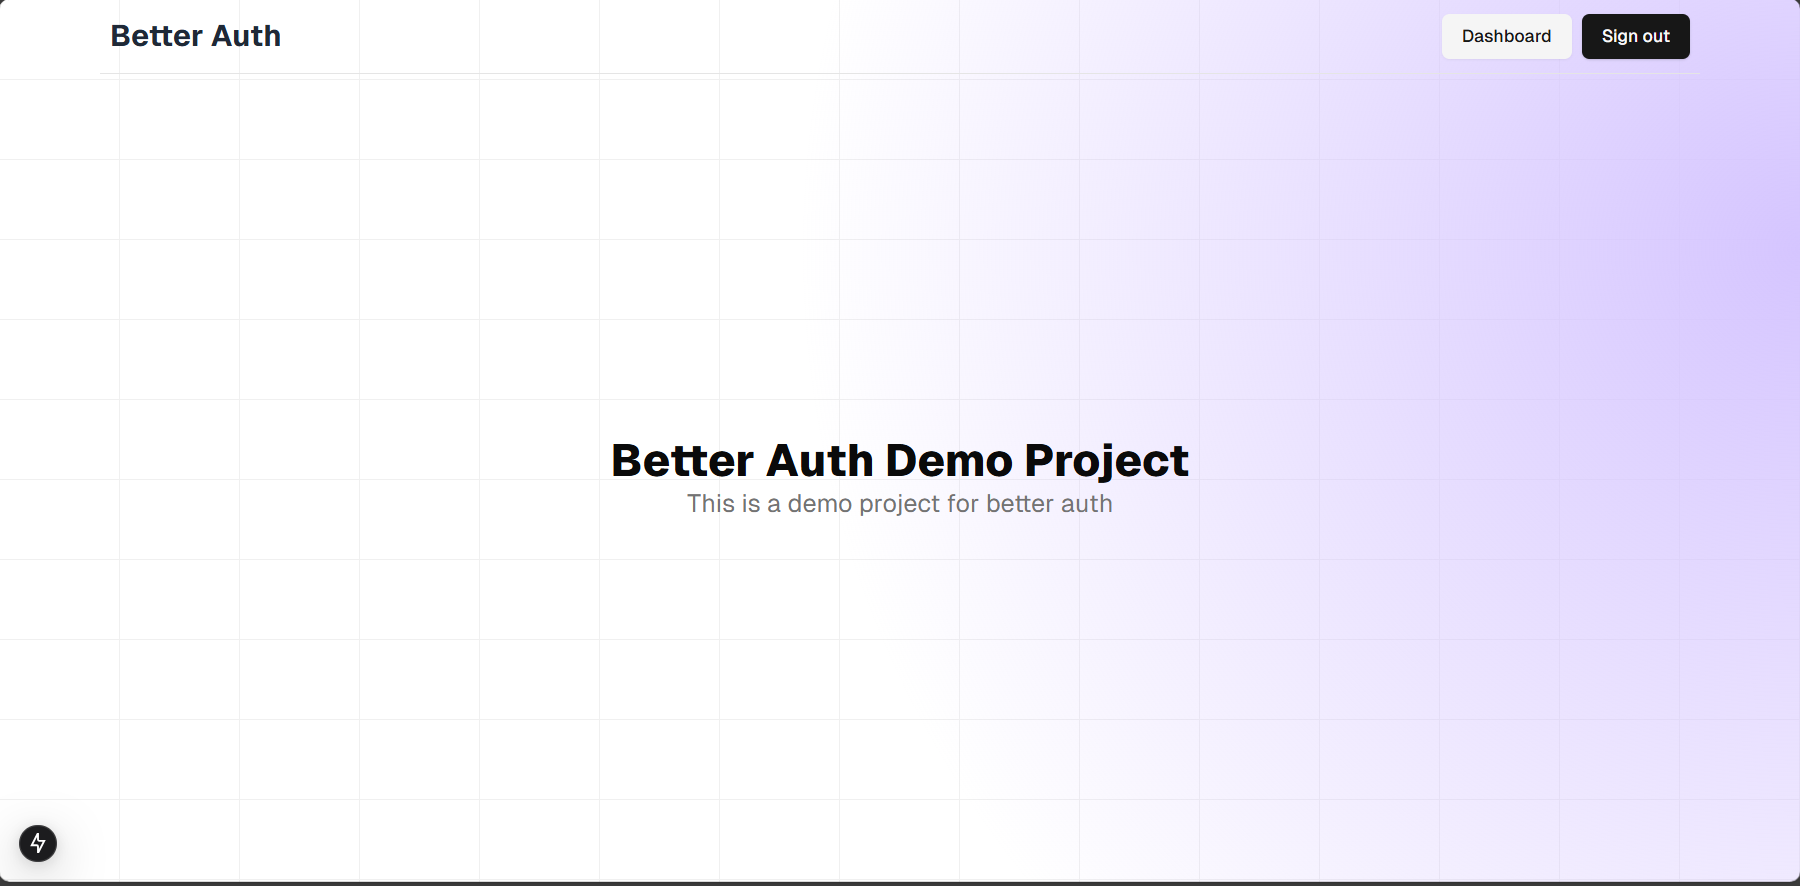 Better Auth
Dashboard
Sign out
Better Auth Demo Project
This is a demo project for better auth